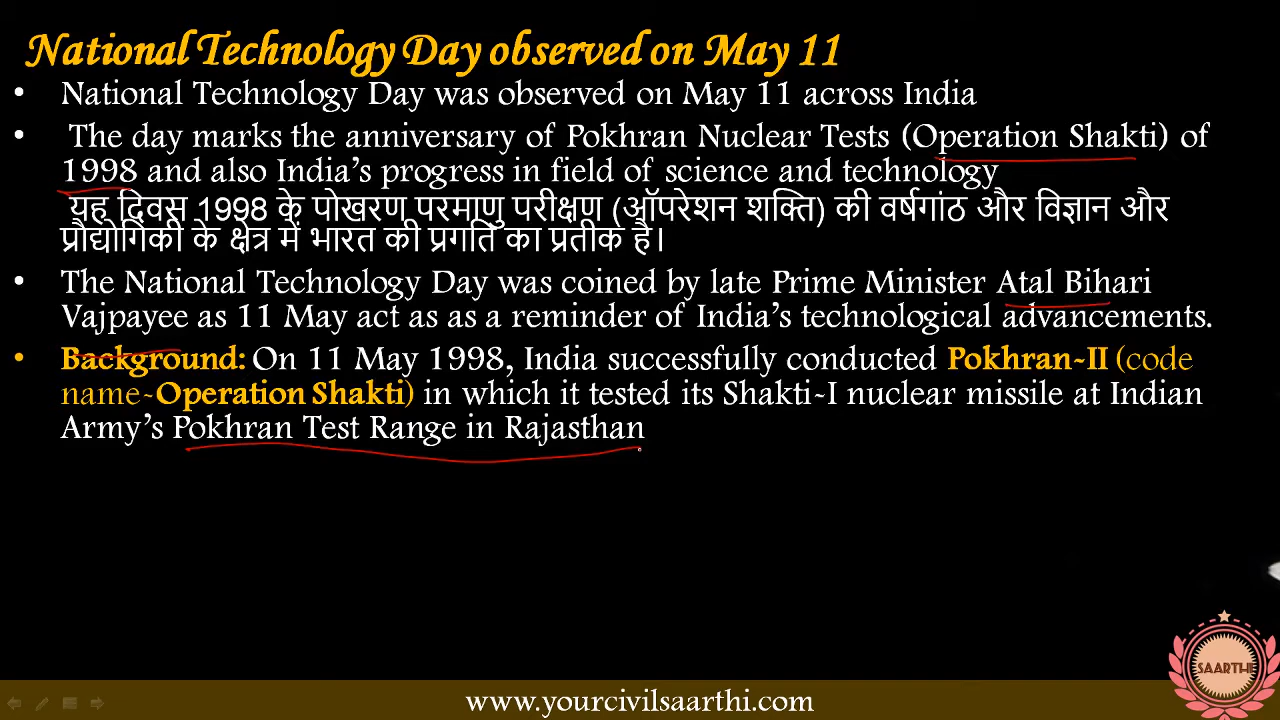 National Technology Day observed on May 11
• National Technology Day was observed on May 11 across India
• The day marks the anniversary of Pokhran Nuclear Tests (Operation Shakti) of
1998 and also India's progress in field of science and technology
यह दिवस 1998 के पोखरण परमाणु परीक्षण (ऑपरेशन शक्ति) की वर्षगांठ और विज्ञान और
प्रौद्योगिकी के क्षेत्र में भारत की प्रगति का प्रतीक है।
• The National Technology Day was coined by late Prime Minister Atal Bihari
Vajpayee as 11 May act as as a reminder of India's technological advancements.
• Background: On 11 May 1998, India successfully conducted Pokhran-II (code
name-Operation Shakti) in which it tested its Shakti-I nuclear missile at Indian
Army's Pokhran Test Range in Rajasthan
SAARTHI
www.yourcivilsaarthi.com